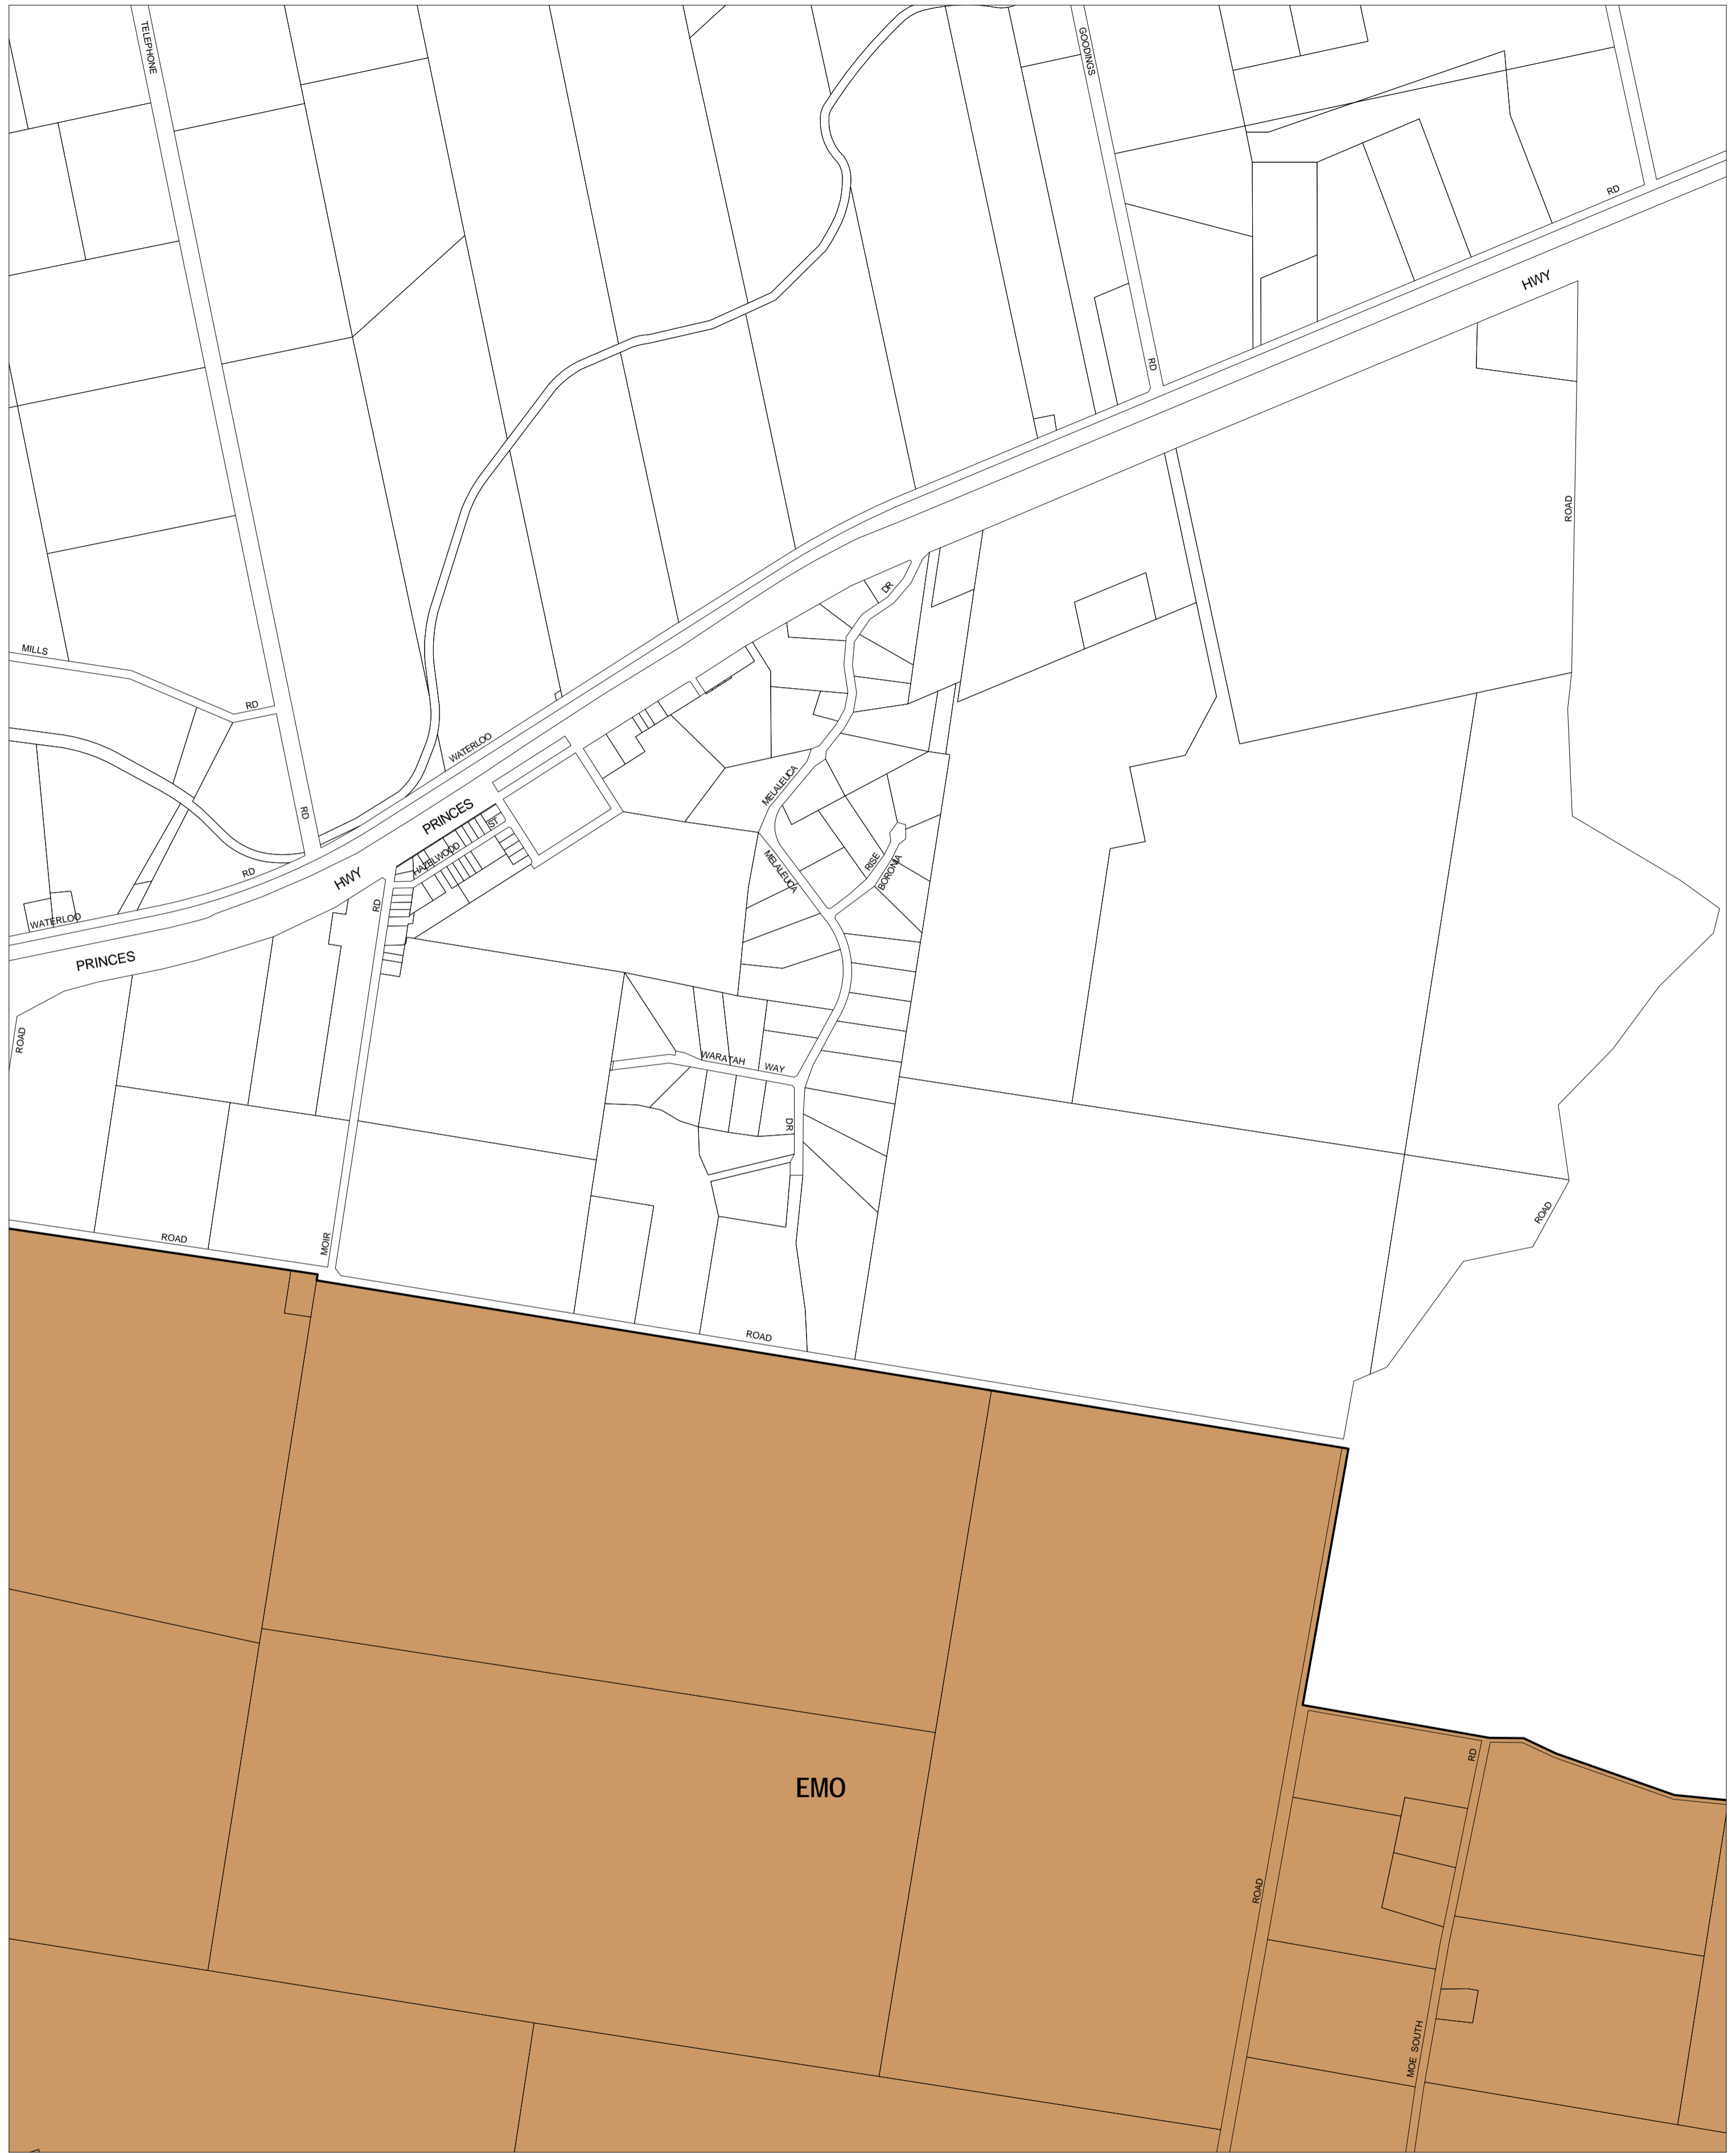 TELEPHONE
GOODINGS
RD
HWY
RD
ROAD
DR
MILLS
RD
WATERLOO
MELALEUCA
RD
PRINCES
ST
HAZELWOOD
RISE
BORONIA
MELALEUCA
RD
HWY
RD
WATERLOO
PRINCES
ROAD
WARATAH
WAY
DR
ROAD
ROAD
MOIR
ROAD
RD
EMO
ROAD
MOE SOUTH